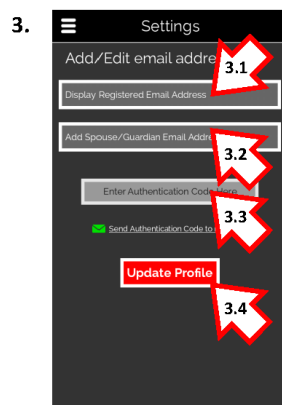 3.
Settings
Add/Edit email addre
3.1
Display Registered Email Address
Add Spouse/Guardian Email Addre
3.2
Enter Authentication Code Here
3.3
Send Authentication Code to
Update Profile
3.4